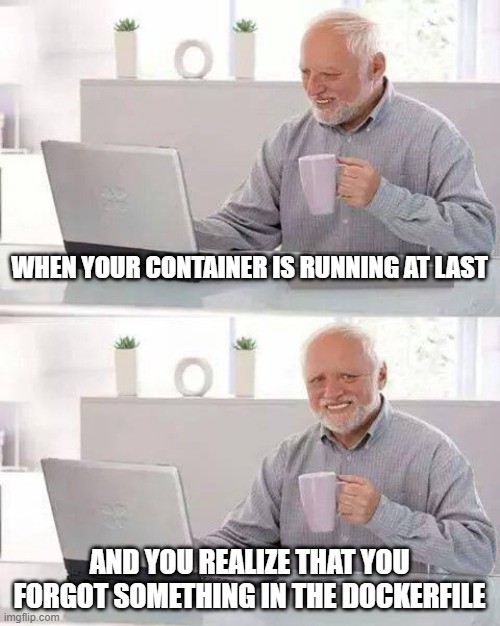 WHEN YOUR CONTAINER IS RUNNING AT LAST
AND YOU REALIZE THAT YOU
FORGOT SOMETHING IN THE DOCKERFILE
imgflip.com